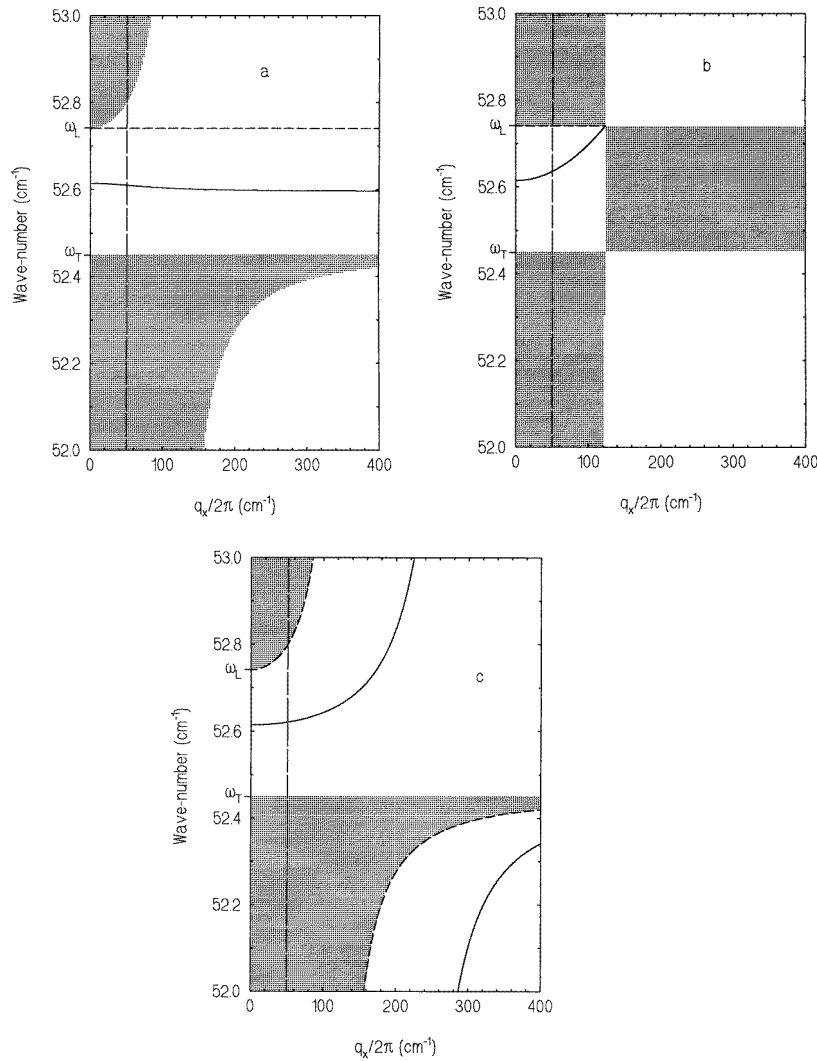 53.0
52.8
ω_L
52.6
ω_T
52.4
52.2
52.0
Wave-number (cm⁻¹)
a
0 100 200 300 400
q_x/2π (cm⁻¹)
53.0
52.8
ω_L
52.6
ω_T
52.4
52.2
52.0
Wave-number (cm⁻¹)
b
0 100 200 300 400
q_x/2π (cm⁻¹)
53.0
52.8
ω_L
52.6
ω_T
52.4
52.2
52.0
Wave-number (cm⁻¹)
c
0 100 200 300 400
q_x/2π (cm⁻¹)